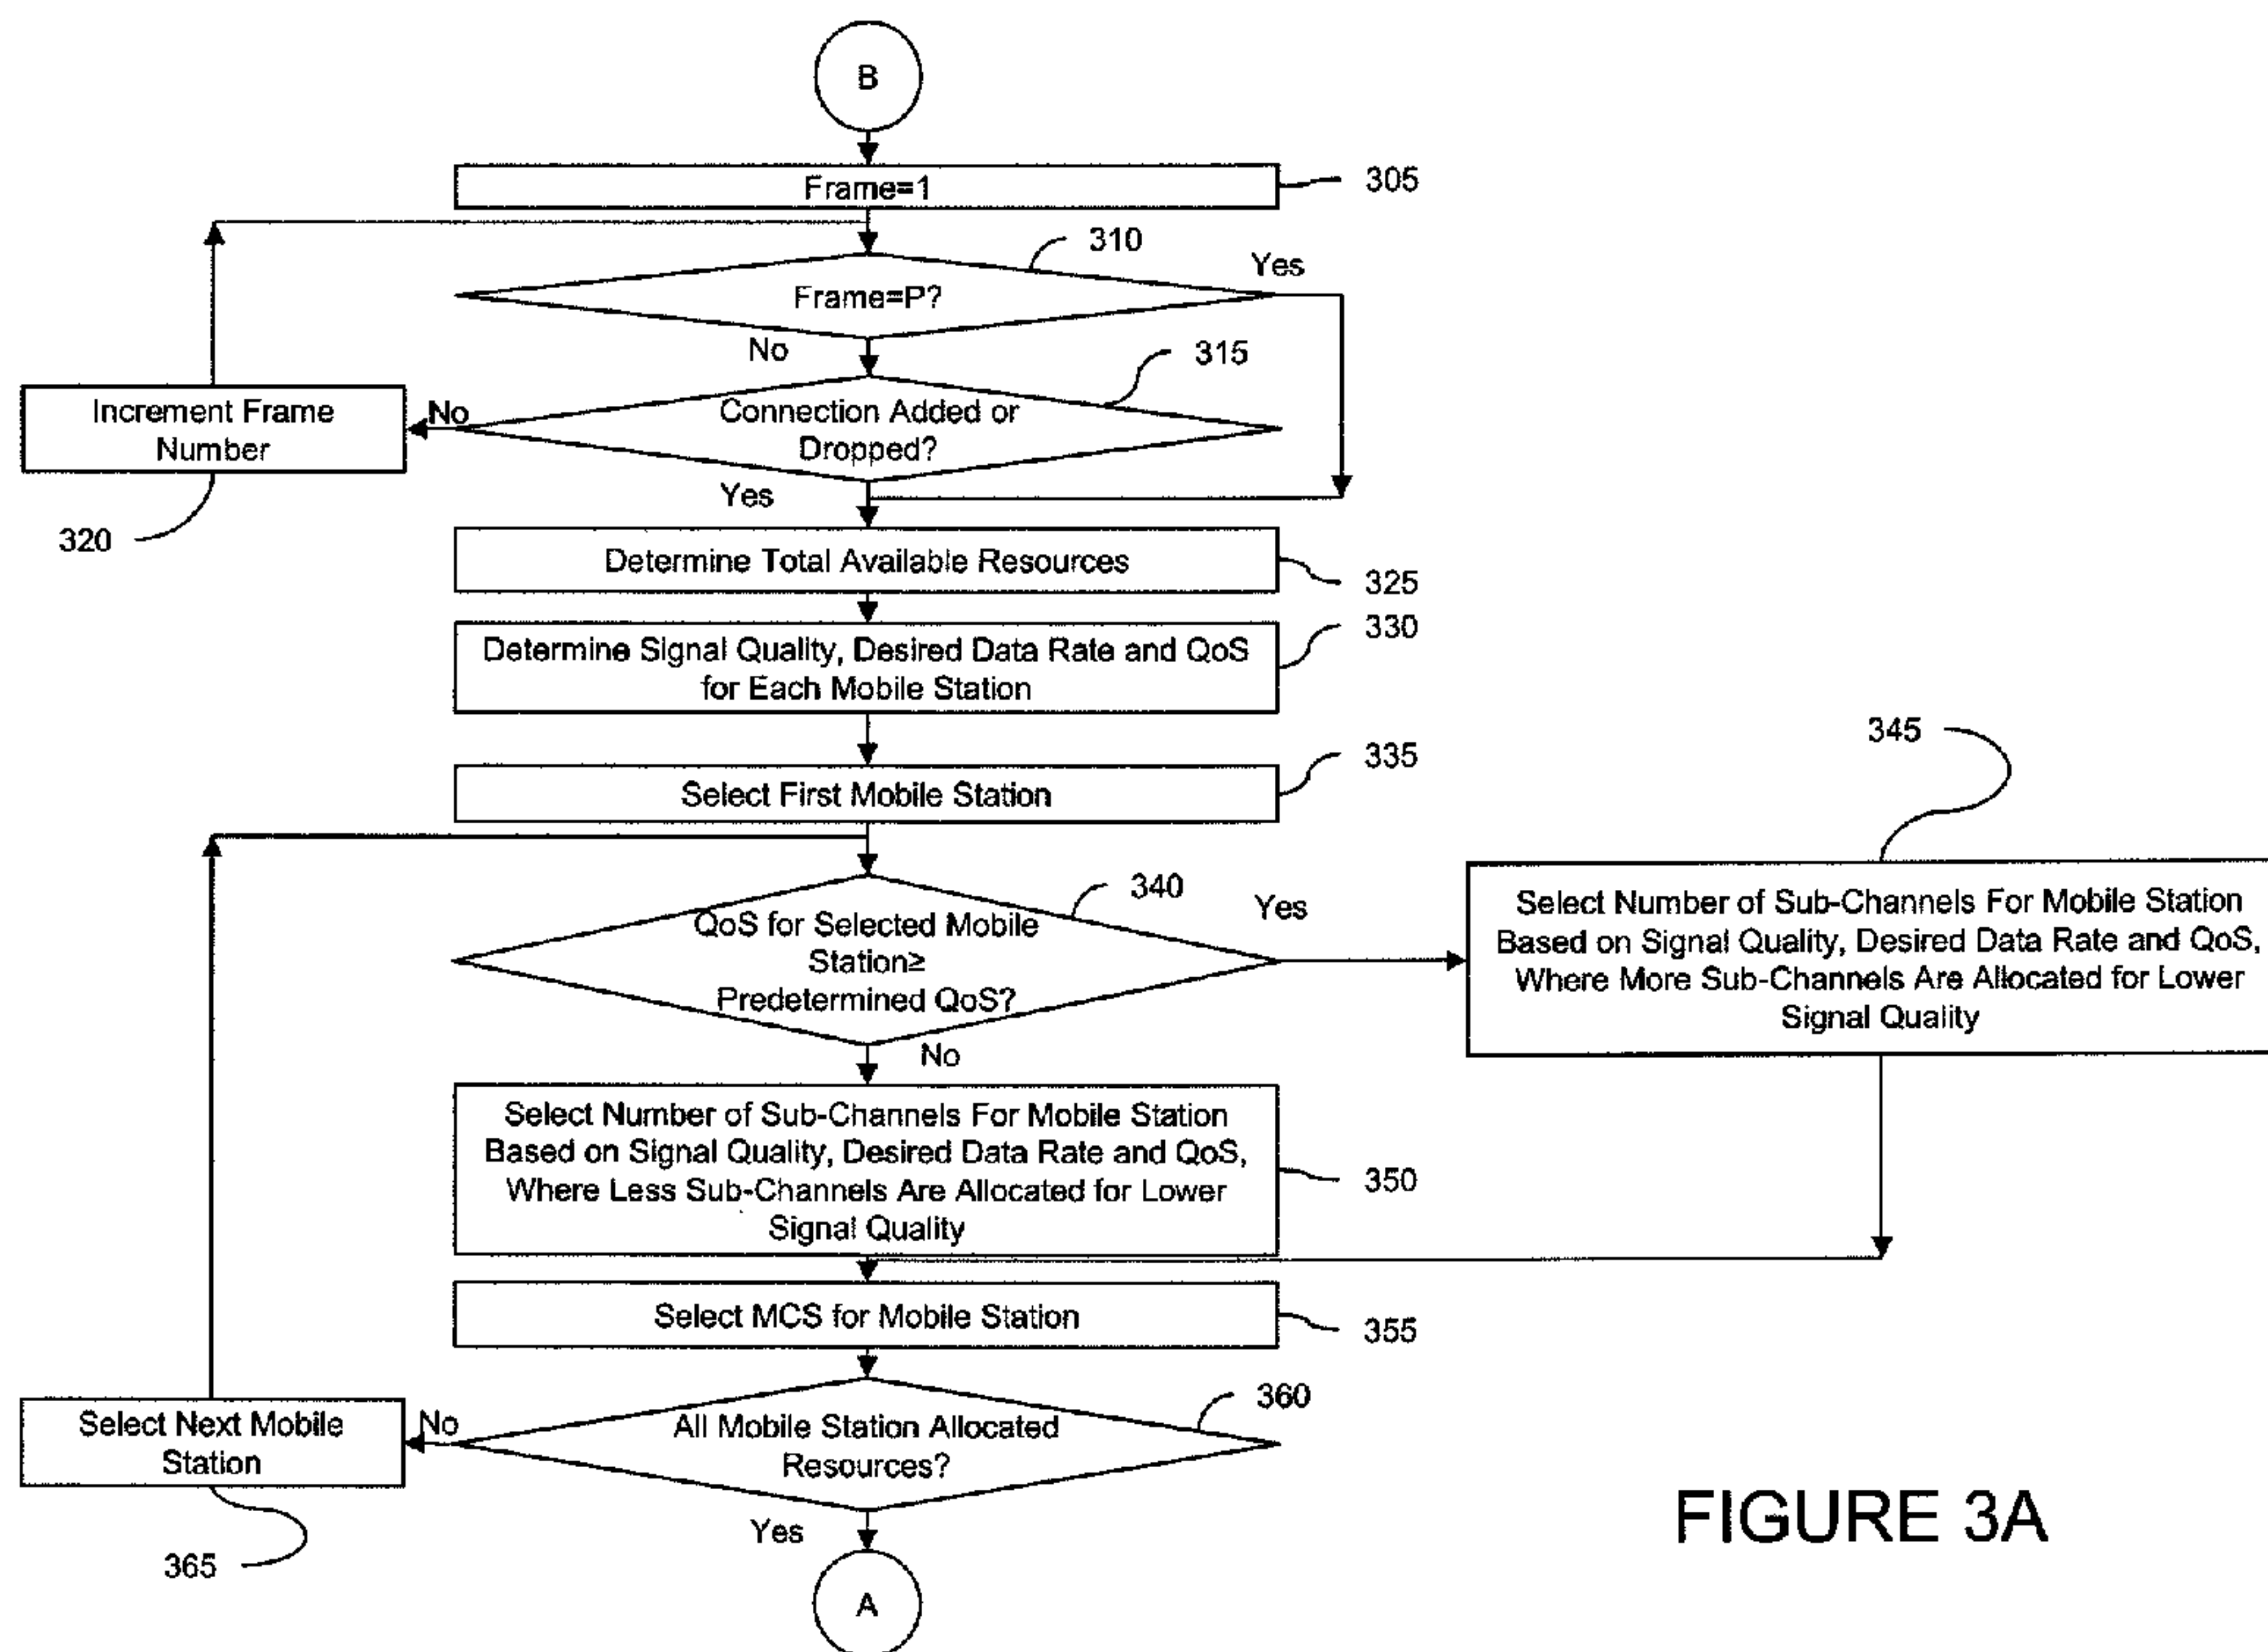 B
Frame=1
305
310
Frame=P?
Yes
No
315
Connection Added or
Dropped?
No
Increment Frame
Number
320
Yes
Determine Total Available Resources
325
330
Determine Signal Quality, Desired Data Rate and QoS
for Each Mobile Station
335
Select First Mobile Station
340
QoS for Selected Mobile
Station≥
Predetermined QoS?
Yes
345
Select Number of Sub-Channels For Mobile Station
Based on Signal Quality, Desired Data Rate and QoS,
Where More Sub-Channels Are Allocated for Lower
Signal Quality
No
Select Number of Sub-Channels For Mobile Station
Based on Signal Quality, Desired Data Rate and QoS,
Where Less Sub-Channels Are Allocated for Lower
Signal Quality
350
Select MCS for Mobile Station
355
360
All Mobile Station Allocated
Resources?
No
Select Next Mobile
Station
365
Yes
A
FIGURE 3A